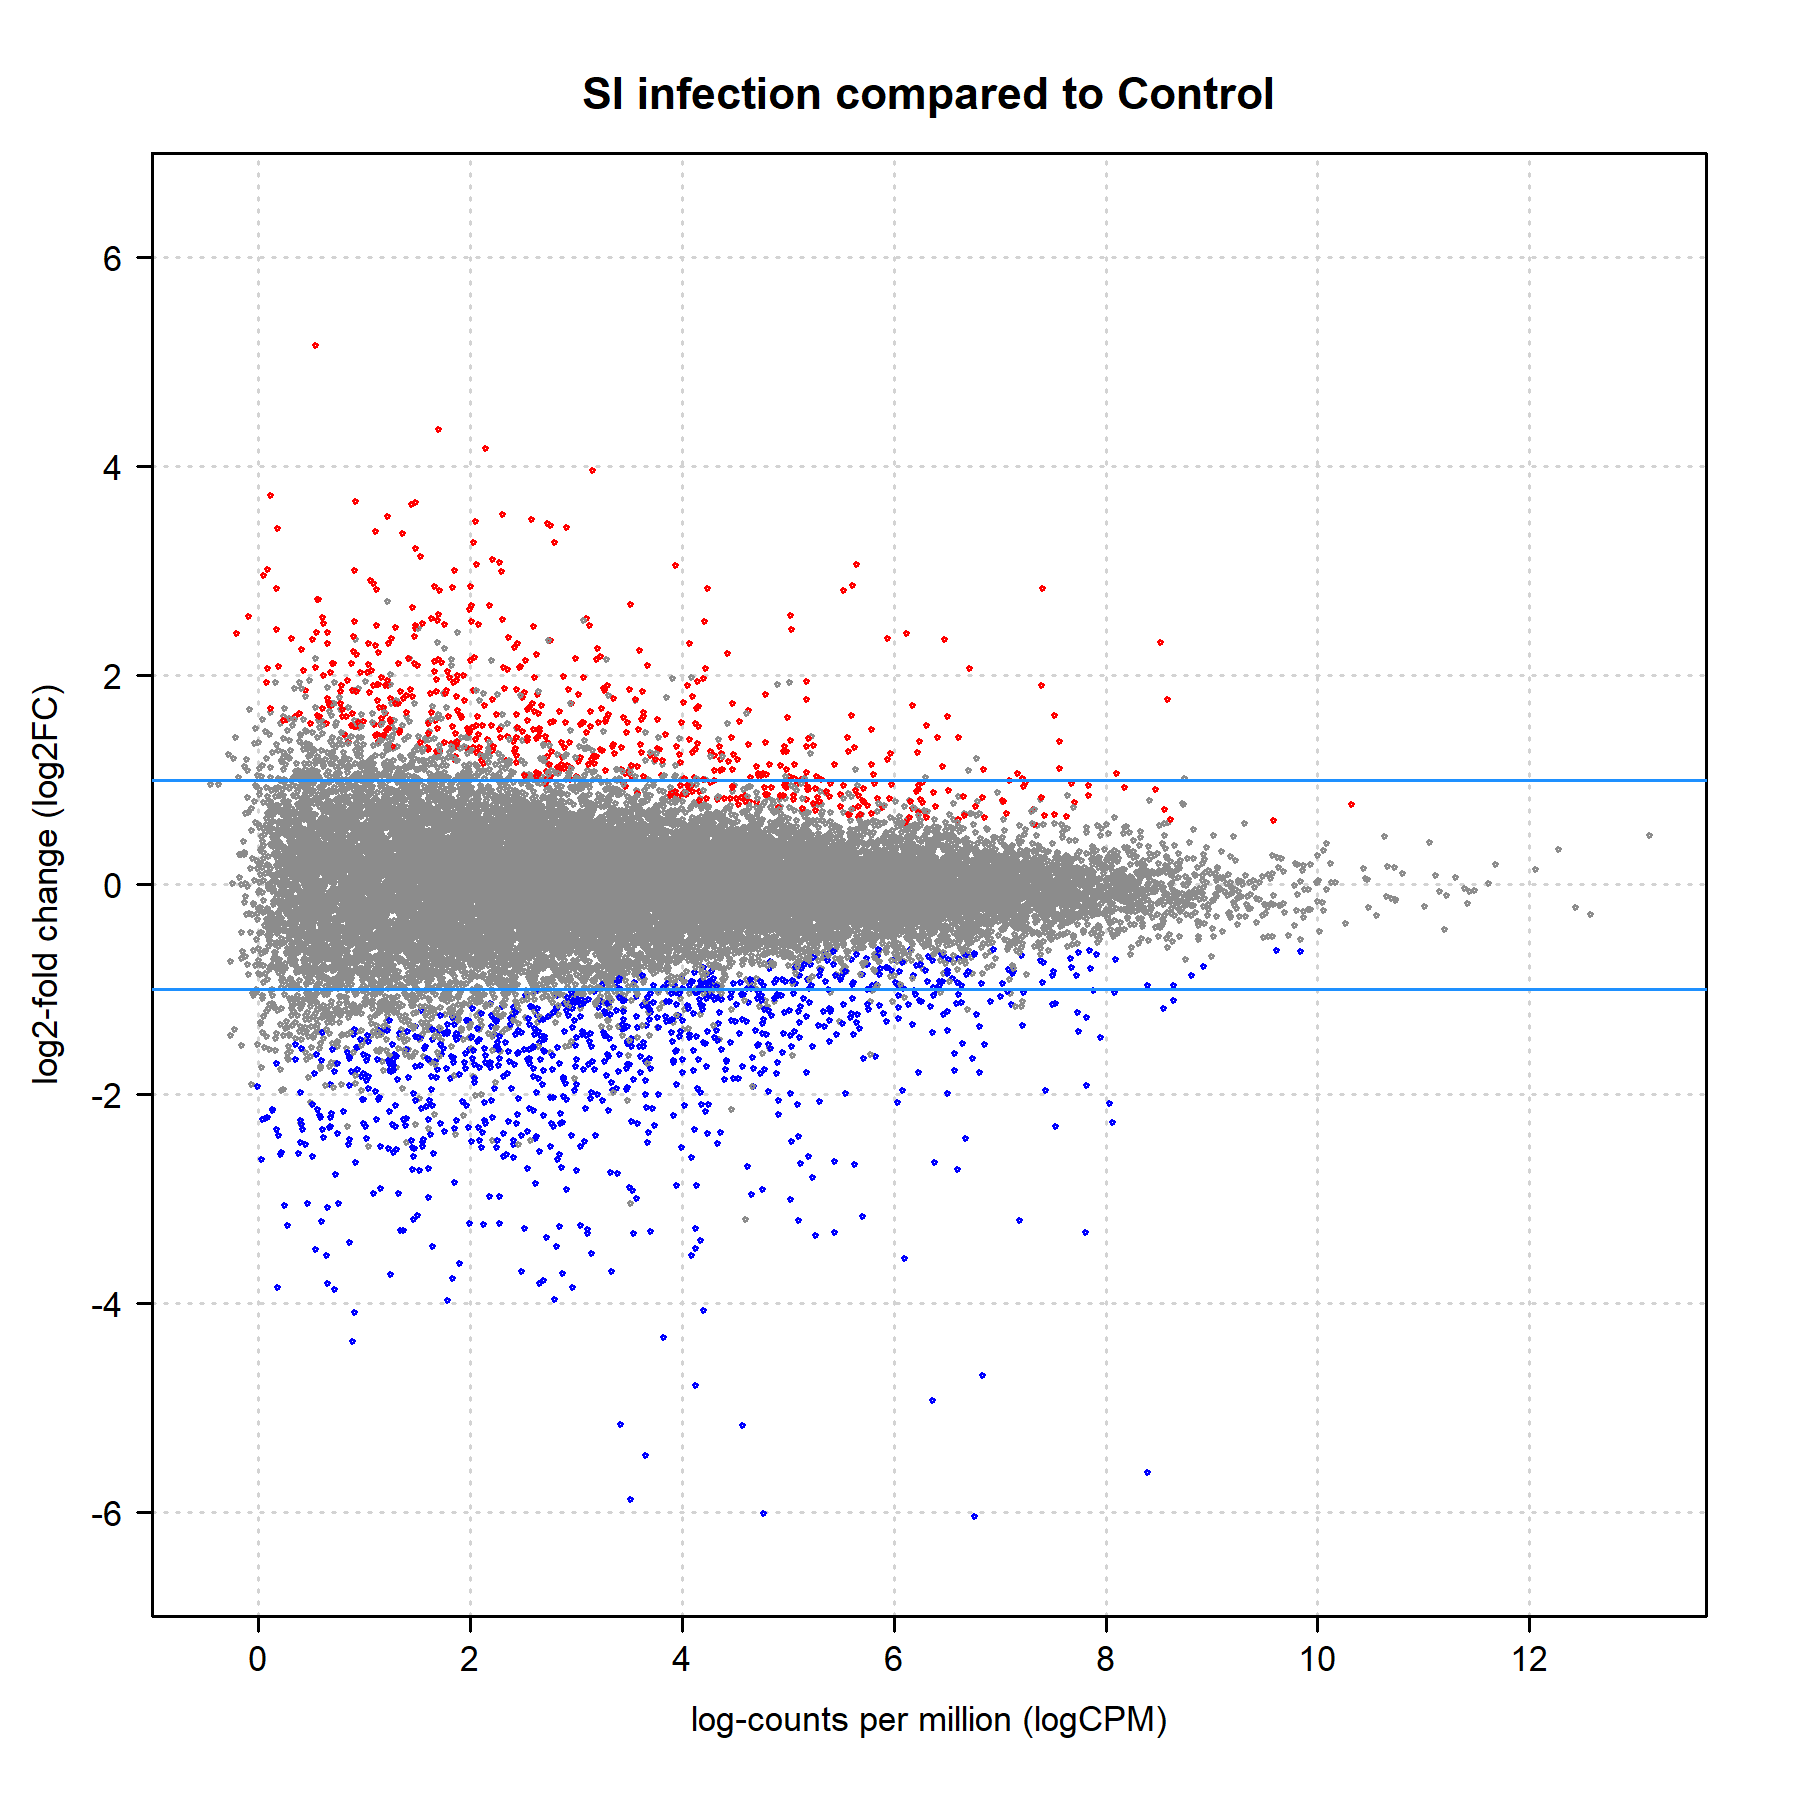 SI infection compared to Control
log2-fold change (log2FC)
6
4
2
0
-2
-4
-6
0 2 4 6 8 10 12
log-counts per million (logCPM)